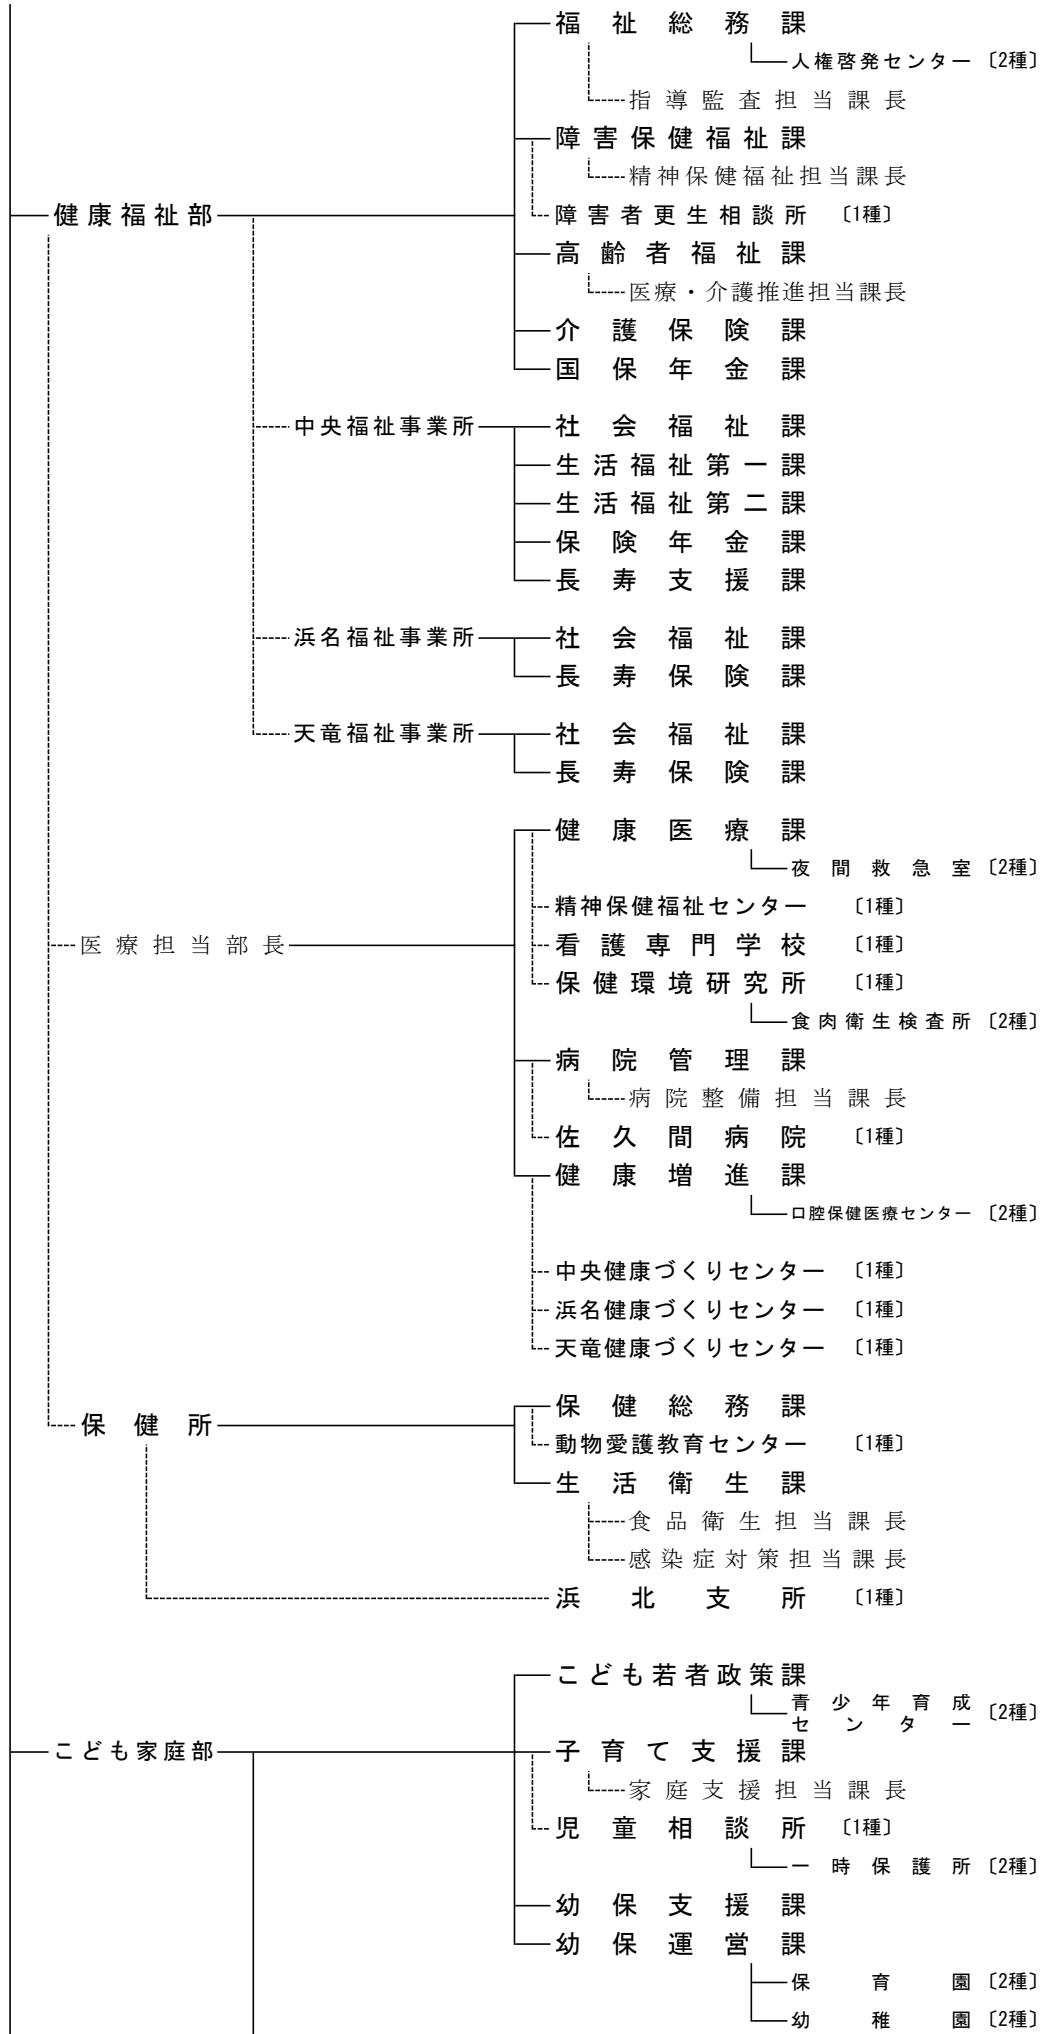 福祉総務課
人権啓発センター 〔2種〕
指導監査担当課長
障害保健福祉課
精神保健福祉担当課長
健康福祉部
障害者更生相談所 〔1種〕
高齢者福祉課
医療・介護推進担当課長
介護保険課
国保年金課
中央福祉事業所 社会福祉課
生活福祉第一課
生活福祉第二課
保険年金課
長寿支援課
浜名福祉事業所 社会福祉課
長寿保険課
天竜福祉事業所 社会福祉課
長寿保険課
健康医療課
夜間救急室 〔2種〕
精神保健福祉センター 〔1種〕
医療担当部長 看護専門学校 〔1種〕
保健環境研究所 〔1種〕
食肉衛生検査所 〔2種〕
病院管理課
病院整備担当課長
佐久間病院 〔1種〕
健康増進課
口腔保健医療センター 〔2種〕
中央健康づくりセンター 〔1種〕
浜名健康づくりセンター 〔1種〕
天竜健康づくりセンター 〔1種〕
保健総務課
保健所
動物愛護教育センター 〔1種〕
生活衛生課
食品衛生担当課長
感染症対策担当課長
浜北支所 〔1種〕
こども若者政策課
青少年育成
センター 〔2種〕
こども家庭部 子育て支援課
家庭支援担当課長
児童相談所 〔1種〕
一時保護所 〔2種〕
幼保支援課
幼保運営課
保育園 〔2種〕
幼稚園 〔2種〕